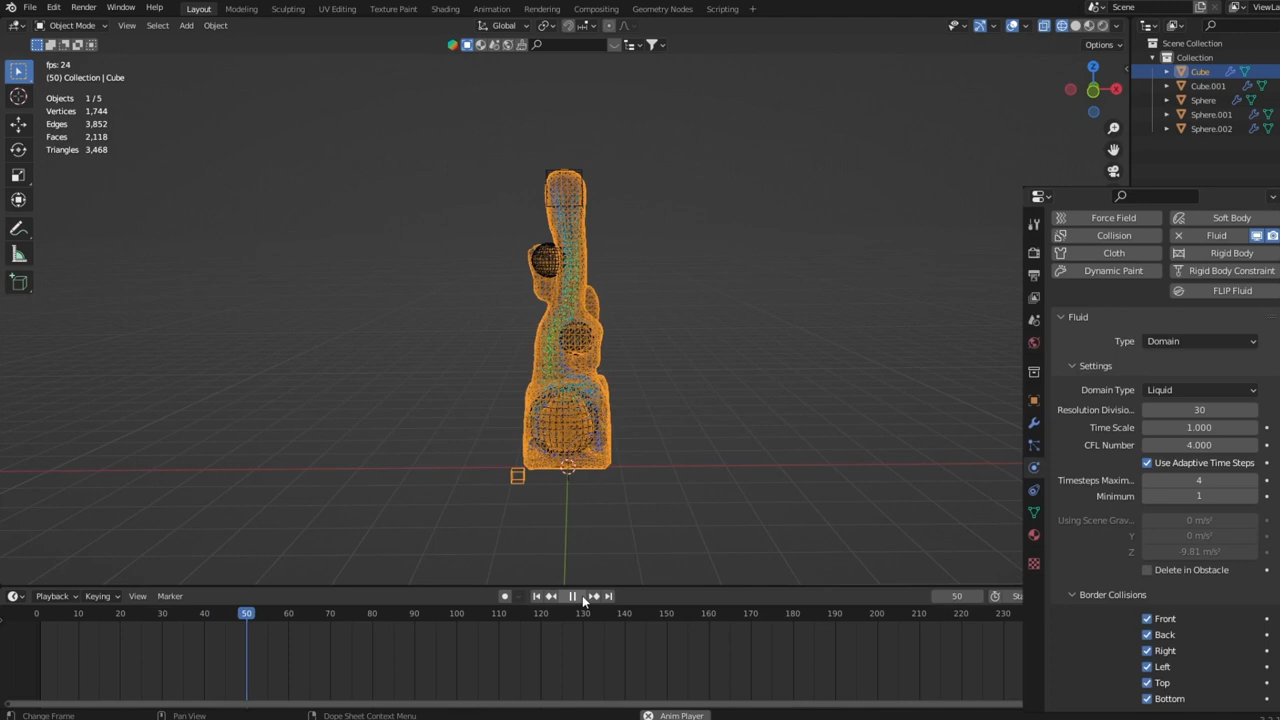 File Edit Render Window Help Layout Modeling Sculpting UV Editing Texture Paint Shading Animation Rendering Compositing Geometry Nodes Scripting Scene
Object Mode View Select Add Object Global
Options
fps: 24
(50) Collection | Cube
Objects 1 / 5
Vertices 1,744
Edges 3,852
Faces 2,118
Triangles 3,468
Z
X
Scene Collection
Collection
Cube
Cube.001
Sphere
Sphere.001
Sphere.002
Force Field Soft Body
Collision Fluid
Cloth Rigid Body
Dynamic Paint Rigid Body Constraint
FLIP Fluid
Fluid
Type Domain
Settings
Domain Type Liquid
Resolution Divisio... 30
Time Scale 1.000
CFL Number 4.000
Use Adaptive Time Steps
Timesteps Maxim... 4
Minimum 1
Using Scene Grav... 0 m/s²
Y 0 m/s²
Z -9.81 m/s²
Delete in Obstacle
Border Collisions
Front
Back
Right
Left
Top
Bottom
Playback Keying View Marker 50
0 10 20 30 40 50 60 70 80 90 100 110 120 130 140 150 160 170 180 190 200 210 220 230
Change Frame Pan View Dope Sheet Context Menu Anim Player